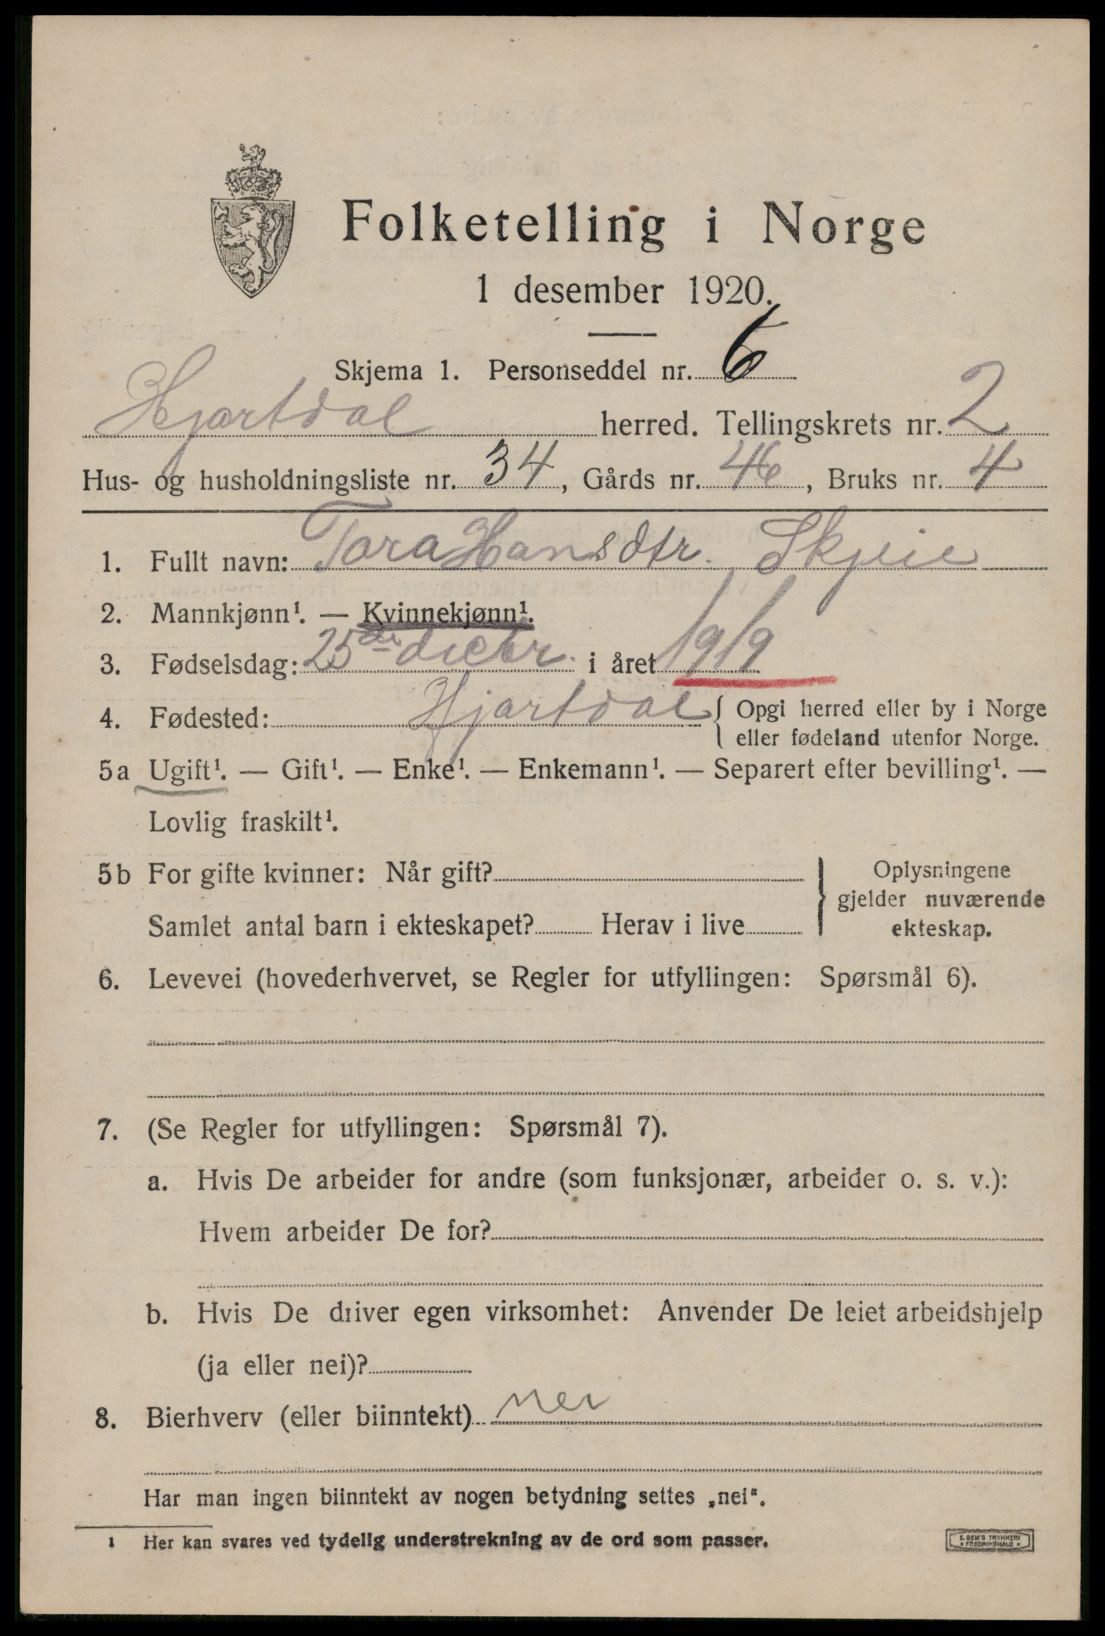 Folketelling i Norge
1 desember 1920.
Skjema 1. Personseddel nr. 6
Hjartdal herred. Tellingskrets nr. 2
Hus- og husholdningsliste nr. 34, Gårds nr. 46, Bruks nr. 4
1. Fullt navn: Tora Hansdtr. Skjeie
2. Mannkjønn¹. — Kvinnekjønn¹.
3. Fødselsdag: 25de decbr. i året 1919
4. Fødested: Hjartdal { Opgi herred eller by i Norge
eller fødeland utenfor Norge.
5a Ugift¹. — Gift¹. — Enke¹. — Enkemann¹. — Separert efter bevilling¹. —
Lovlig fraskilt¹.
5b For gifte kvinner: Når gift?
Samlet antal barn i ekteskapet? Herav i live
} Oplysningene
gjelder nuværende
ekteskap.
6. Levevei (hovederhvervet, se Regler for utfyllingen: Spørsmål 6).
7. (Se Regler for utfyllingen: Spørsmål 7).
a. Hvis De arbeider for andre (som funksjonær, arbeider o. s. v.):
Hvem arbeider De for?
b. Hvis De driver egen virksomhet: Anvender De leiet arbeidshjelp
(ja eller nei)?
8. Bierhverv (eller biinntekt) nei
Har man ingen biinntekt av nogen betydning settes „nei“.
¹ Her kan svares ved tydelig understrekning av de ord som passer.
E. SEM'S TRYKKERI
• FREDRIKSHALD •